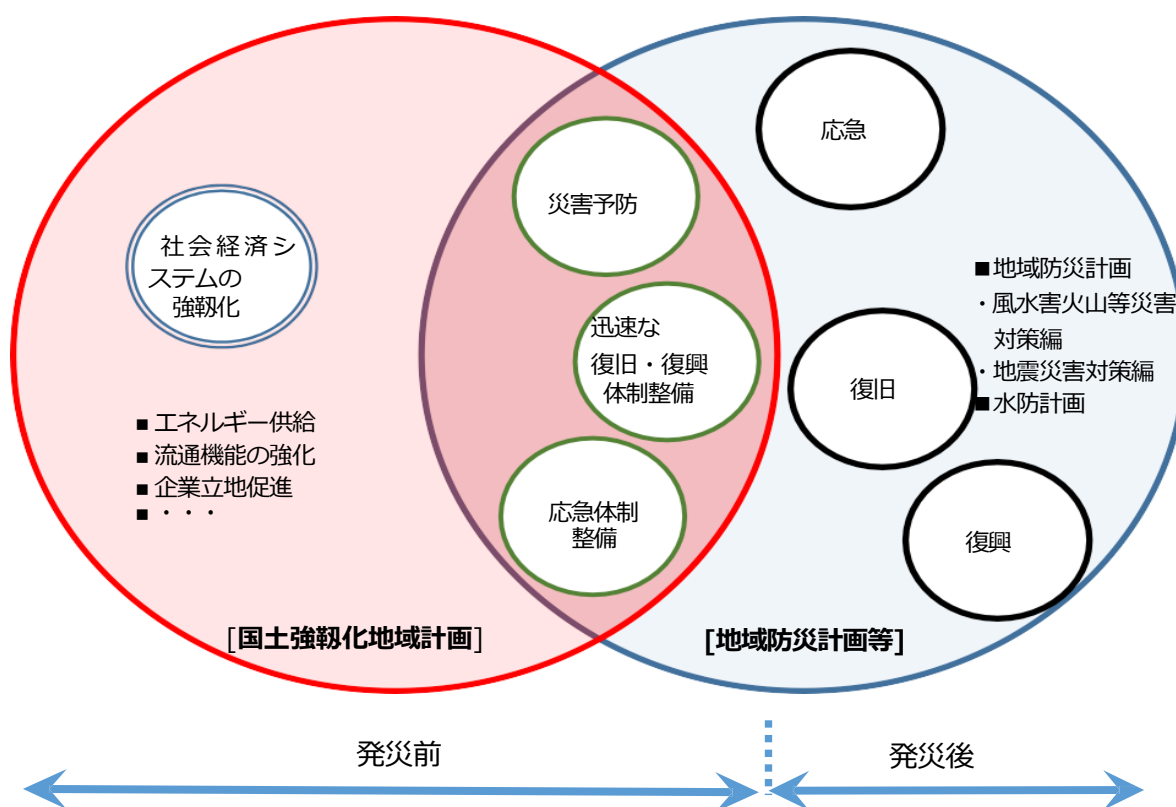 社会経済シ
ステムの
強靱化
■ エネルギー供給
■ 流通機能の強化
■ 企業立地促進
■ ・・・
[国土強靱化地域計画]
災害予防
迅速な
復旧・復興
体制整備
応急体制
整備
応急
復旧
復興
■地域防災計画
・風水害火山等災害
対策編
・地震災害対策編
■水防計画
[地域防災計画等]
発災前
発災後